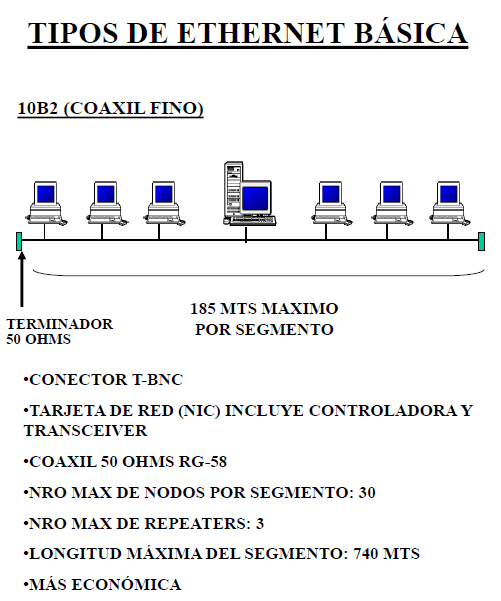 TIPOS DE ETHERNET BÁSICA
10B2 (COAXIL FINO)
185 MTS MAXIMO
POR SEGMENTO
TERMINADOR
50 OHMS
•CONECTOR T-BNC
•TARJETA DE RED (NIC) INCLUYE CONTROLADORA Y
TRANSCEIVER
•COAXIL 50 OHMS RG-58
•NRO MAX DE NODOS POR SEGMENTO: 30
•NRO MAX DE REPEATERS: 3
•LONGITUD MÁXIMA DEL SEGMENTO: 740 MTS
•MÁS ECONÓMICA